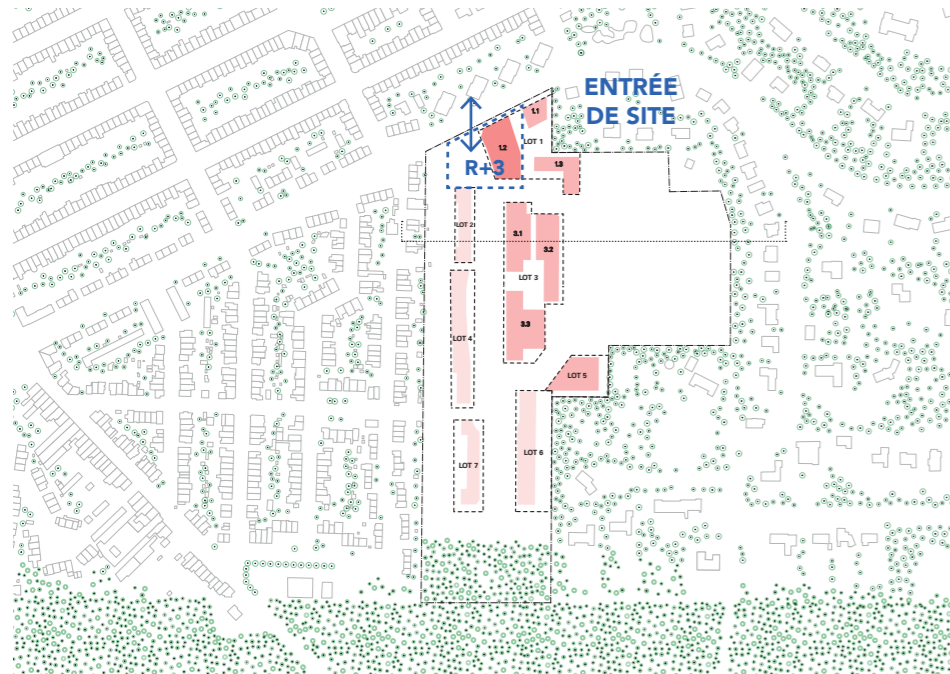 ENTRÉE
DE SITE
1.1
LOT 1
1.2
R+3
1.3
LOT 2
3.1
3.2
LOT 3
3.3
LOT 4
LOT 5
LOT 6
LOT 7